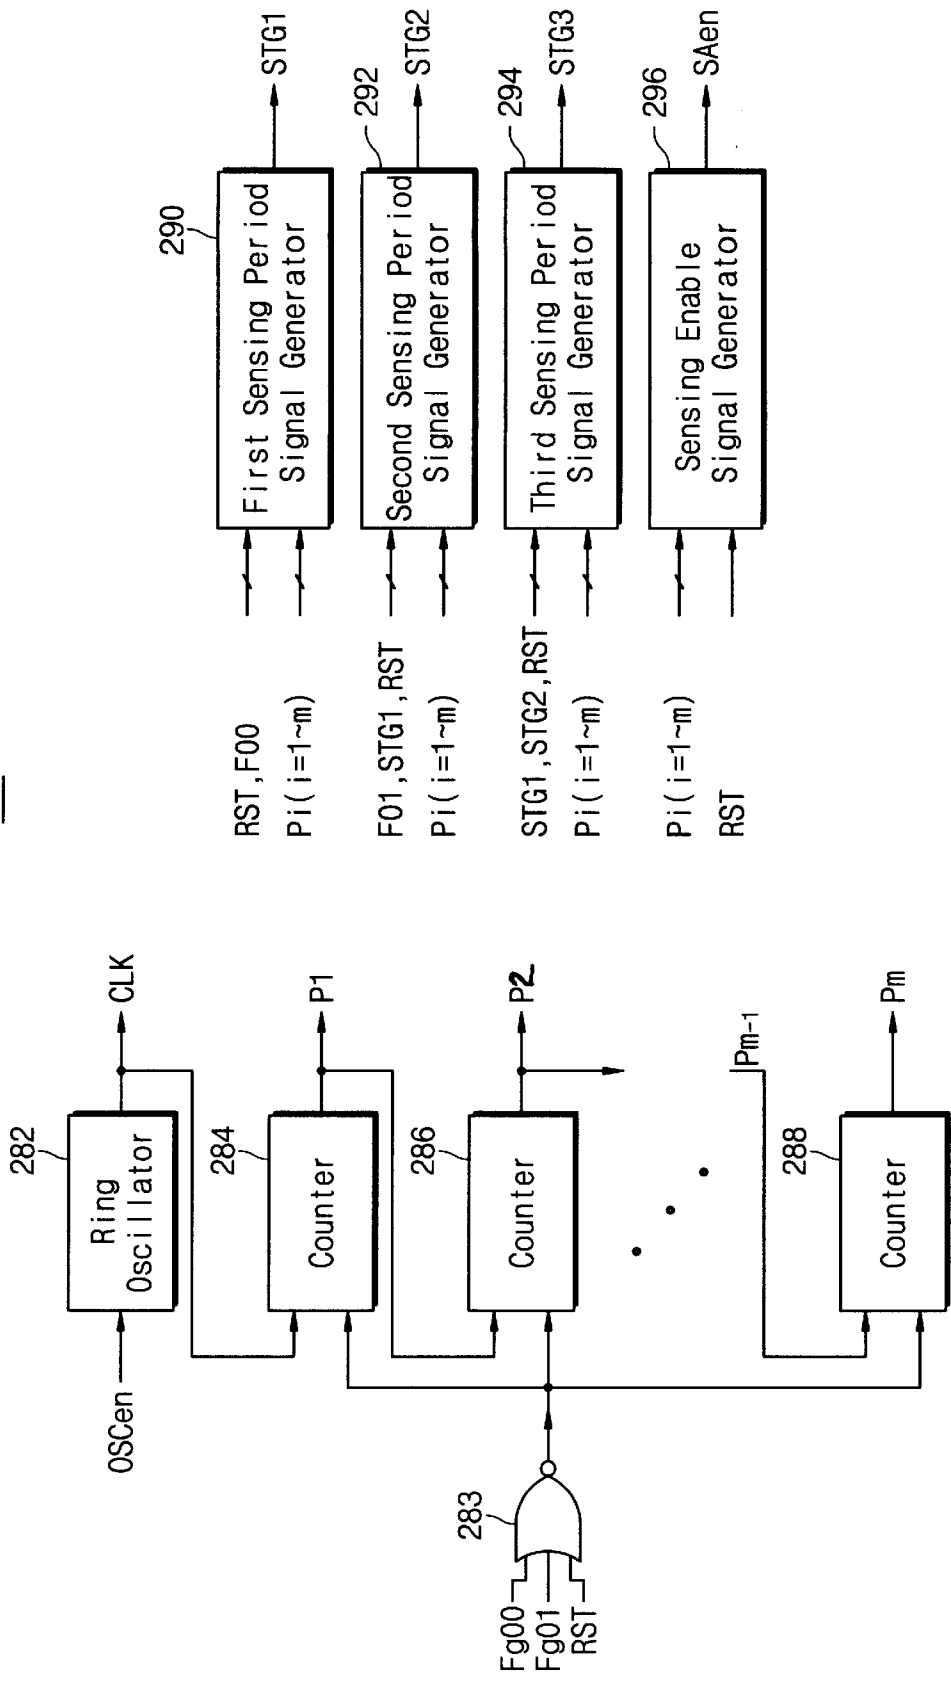 282
OSCen
Ring
Oscillator
CLK
284
Counter
P1
283
Fg00
Fg01
RST
286
Counter
P2
Pm-1
288
Counter
Pm
290
RST,F00
Pi(i=1~m)
First Sensing Period
Signal Generator
STG1
292
F01,STG1,RST
Pi(i=1~m)
Second Sensing Period
Signal Generator
STG2
294
STG1,STG2,RST
Pi(i=1~m)
Third Sensing Period
Signal Generator
STG3
296
Pi(i=1~m)
RST
Sensing Enable
Signal Generator
SAen